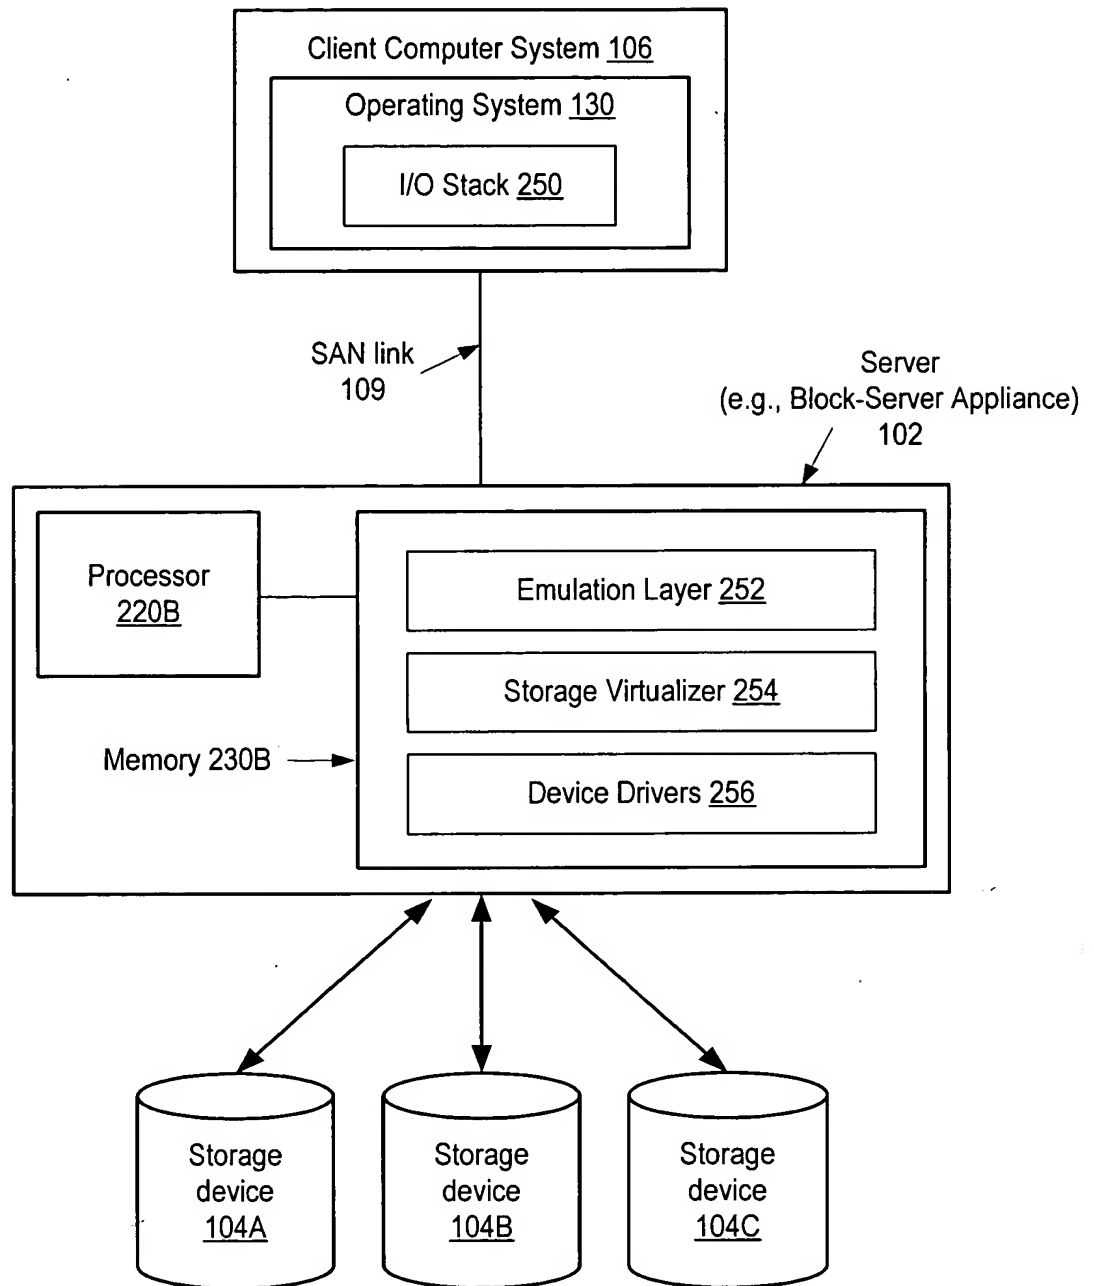 Client Computer System 106
Operating System 130
I/O Stack 250
SAN link
109
Server
(e.g., Block-Server Appliance)
102
Processor
220B
Emulation Layer 252
Storage Virtualizer 254
Memory 230B
Device Drivers 256
Storage
device
104A
Storage
device
104B
Storage
device
104C